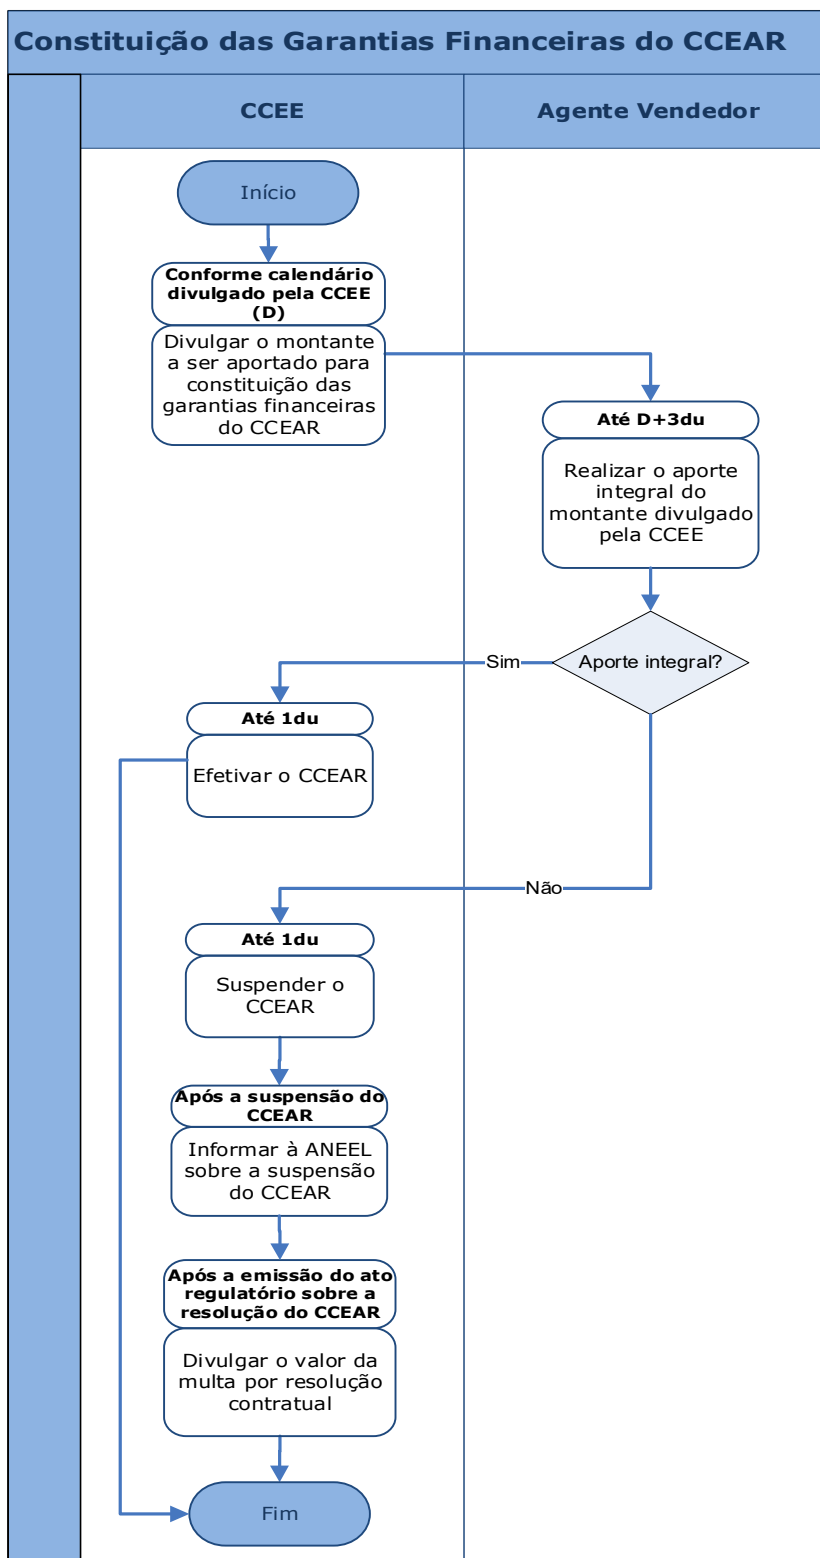 Constituição das Garantias Financeiras do CCEAR
CCEE
Agente Vendedor
Início
Conforme calendário
divulgado pela CCEE
(D)
Divulgar o montante
a ser aportado para
constituição das
garantias financeiras
do CCEAR
Até D+3du
Realizar o aporte
integral do
montante divulgado
pela CCEE
Aporte integral?
Sim
Até 1du
Efetivar o CCEAR
Não
Até 1du
Suspender o
CCEAR
Após a suspensão do
CCEAR
Informar à ANEEL
sobre a suspensão
do CCEAR
Após a emissão do ato
regulatório sobre a
resolução do CCEAR
Divulgar o valor da
multa por resolução
contratual
Fim